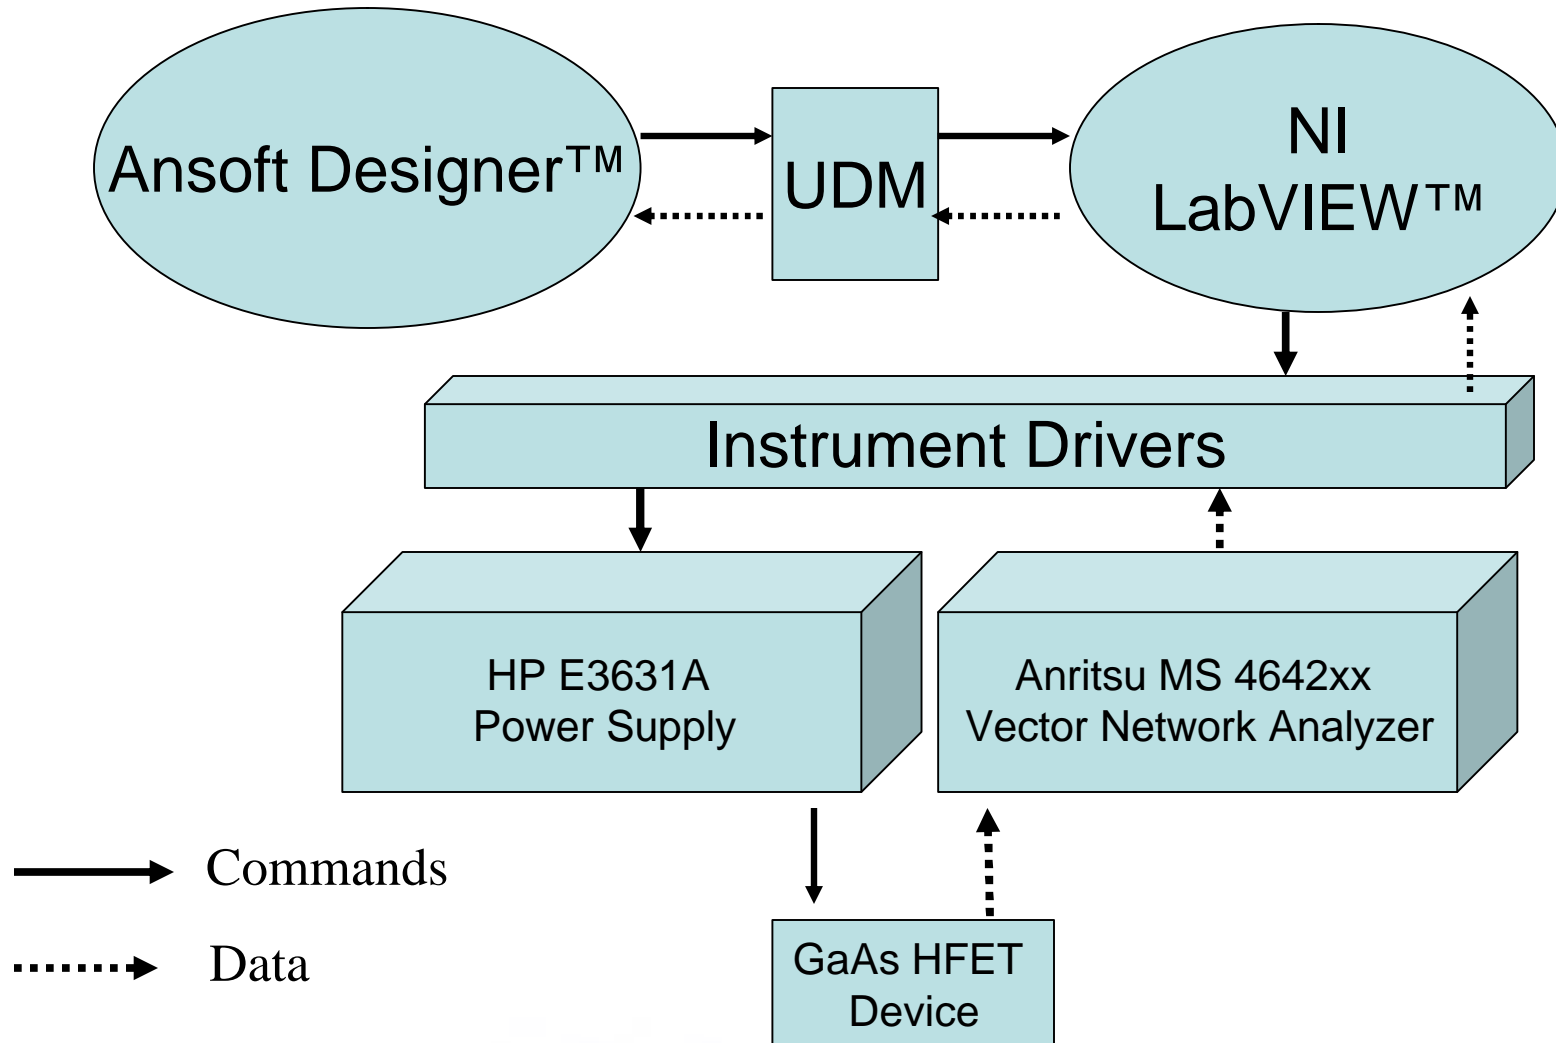 Ansoft Designer™
UDM
NI
LabVIEW™
Instrument Drivers
HP E3631A
Power Supply
Anritsu MS 4642xx
Vector Network Analyzer
Commands
Data
GaAs HFET
Device